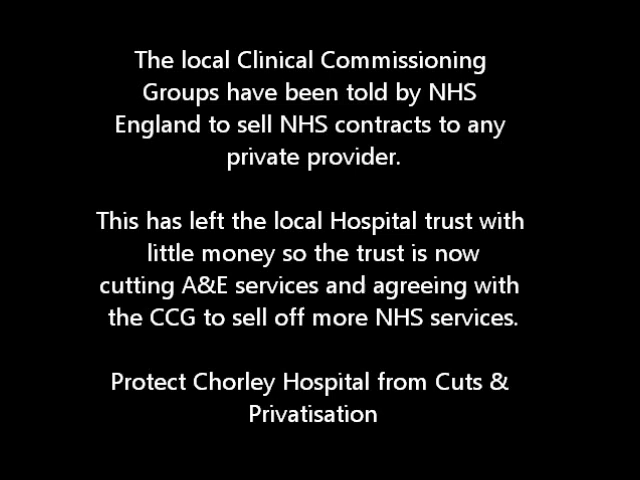 The local Clinical Commissioning
Groups have been told by NHS
England to sell NHS contracts to any
private provider.
This has left the local Hospital trust with
little money so the trust is now
cutting A&E services and agreeing with
the CCG to sell off more NHS services.
Protect Chorley Hospital from Cuts &
Privatisation